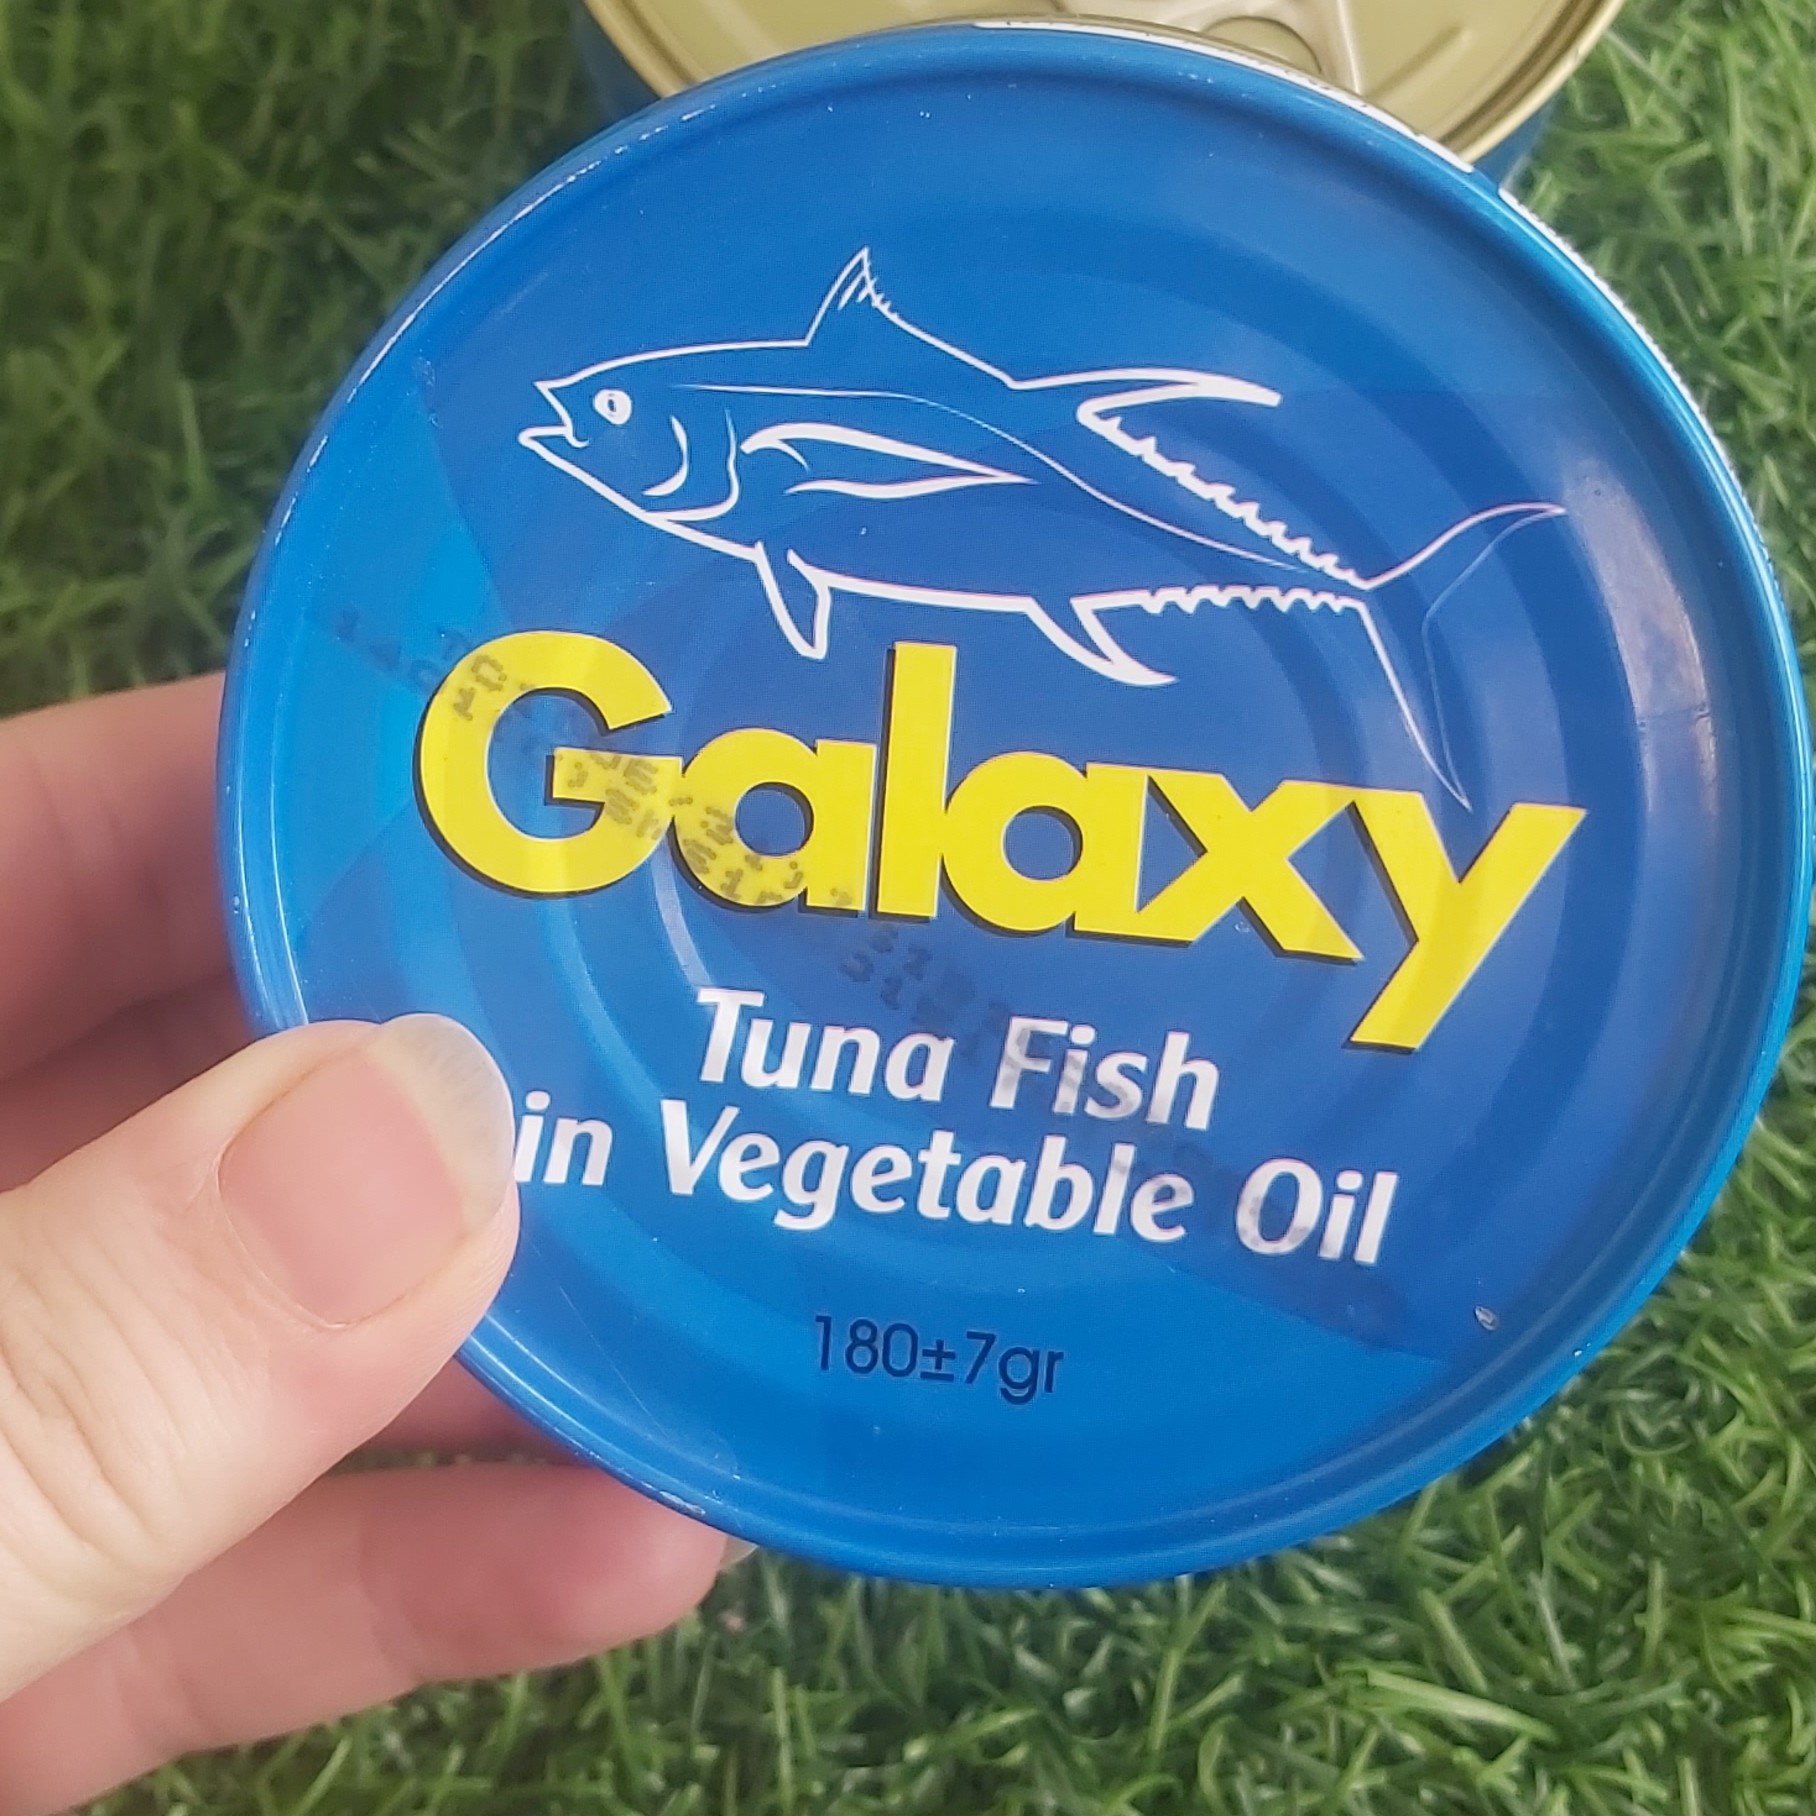 Galaxy
Tuna Fish
in Vegetable Oil
180±7gr